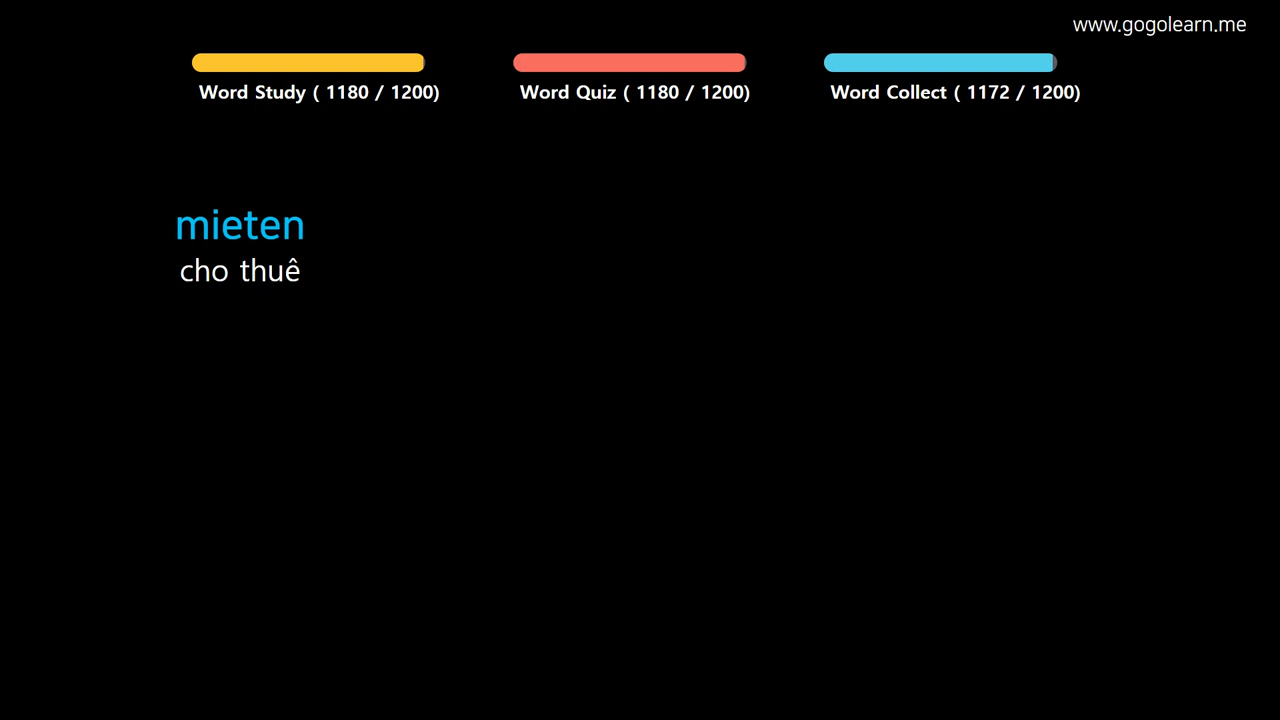 www.gogolearn.me
Word Study ( 1180 / 1200)
Word Quiz ( 1180 / 1200)
Word Collect ( 1172 / 1200)
mieten
cho thuê